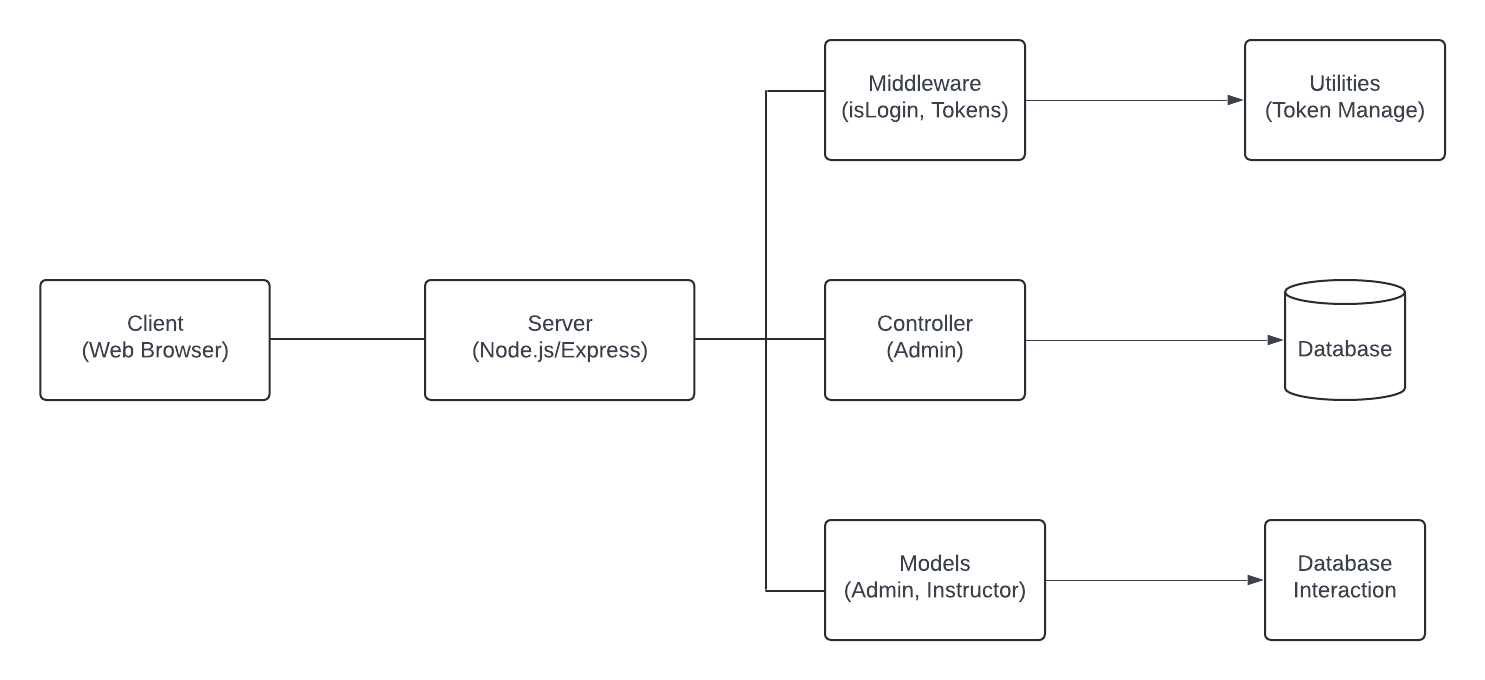 Middleware
(isLogin, Tokens)
Utilities
(Token Manage)
Client
(Web Browser)
Server
(Node.js/Express)
Controller
(Admin)
Database
Models
(Admin, Instructor)
Database
Interaction